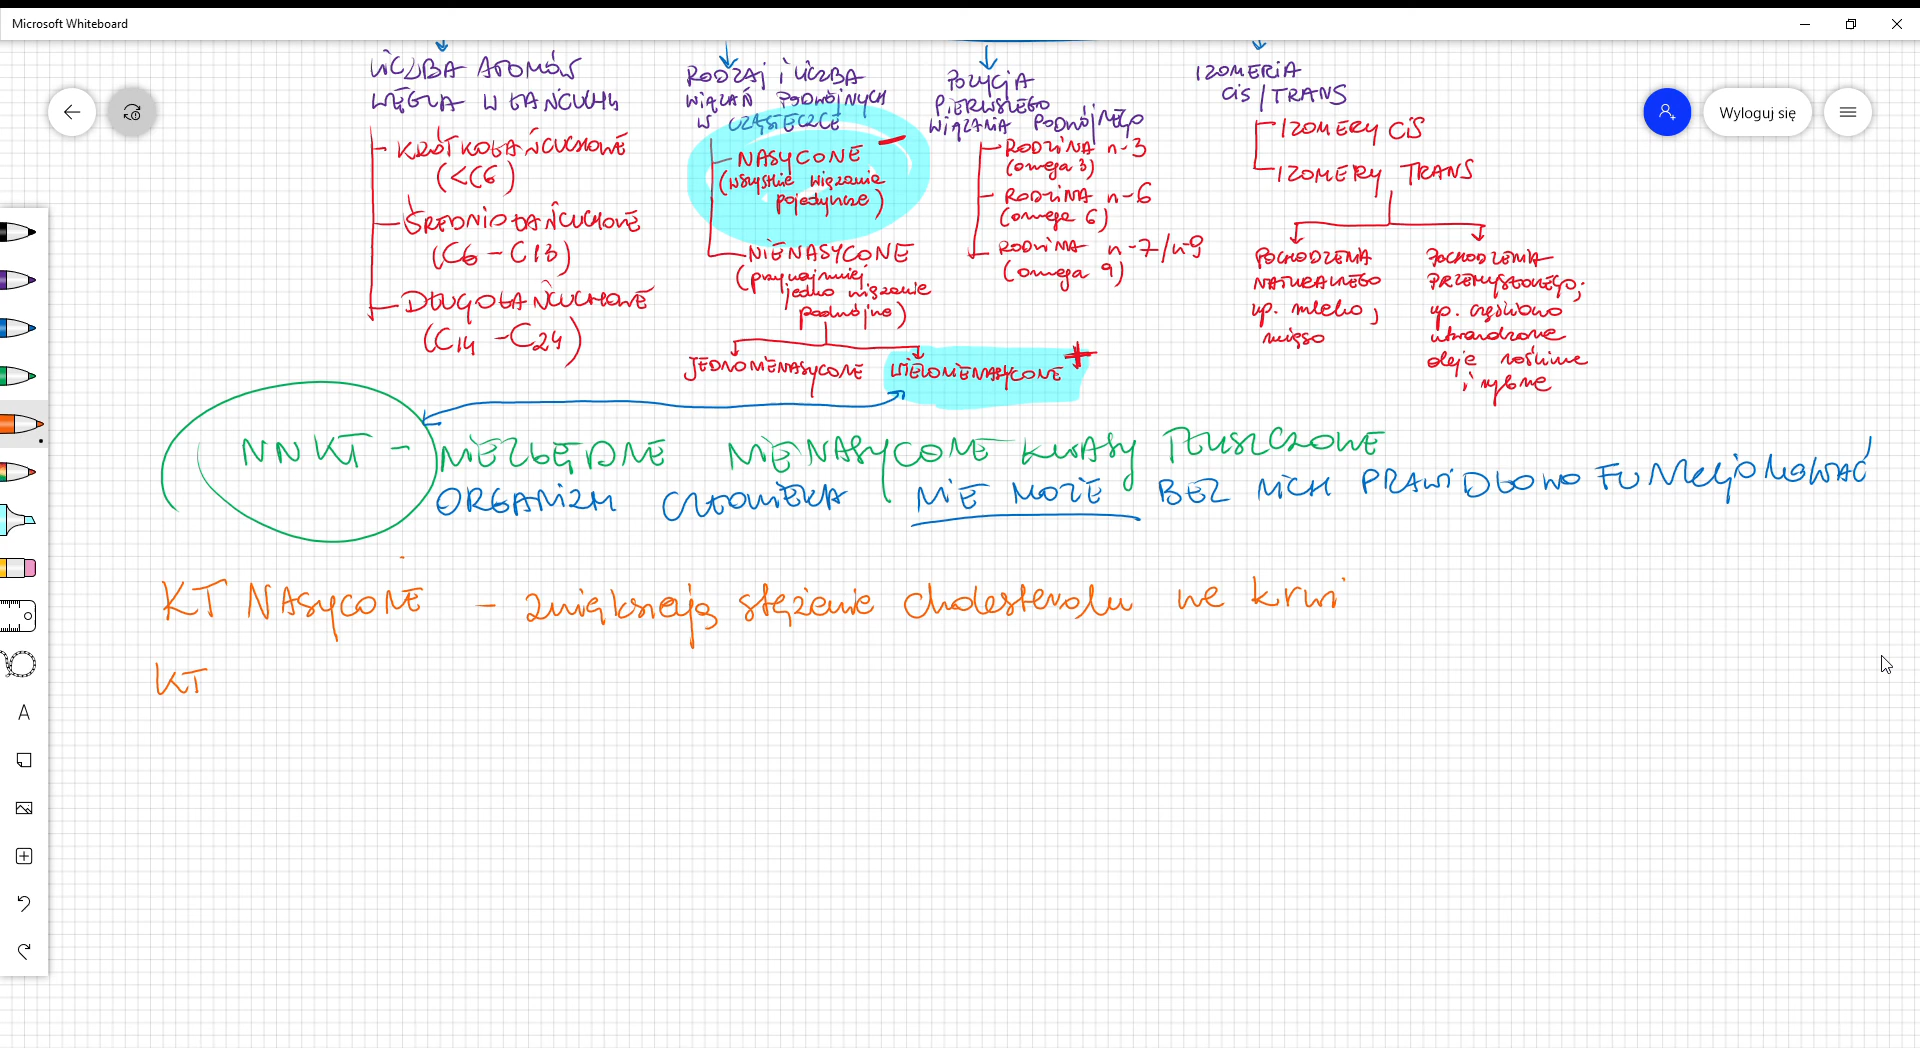 Microsoft Whiteboard
Wyloguj się
LICZBA ATOMÓW
WĘGLA W ŁAŃCUCHU
KRÓTKOŁAŃCUCHOWE
(<C6)
ŚREDNIOŁAŃCUCHOWE
(C6 - C13)
DŁUGOŁAŃCUCHOWE
(C14 - C24)
RODZAJ i LICZBA
WIĄZAŃ PODWÓJNYCH
W CZĄSTECZCE
NASYCONE
(wszystkie wiązania
pojedyncze)
NIENASYCONE
(przynajmniej
jedno wiązanie
podwójne)
JEDNONIENASYCONE
WIELONIENASYCONE
POZYCJA
PIERWSZEGO
WIĄZANIA PODWÓJNEGO
RODZINA n-3
(omega 3)
RODZINA n-6
(omega 6)
RODZINA n-7/n-9
(omega 9)
IZOMERIA
cis/TRANS
IZOMERY CIS
IZOMERY TRANS
POCHODZENIA
NATURALNEGO
np. mleko,
mięso
POCHODZENIA
PRZEMYSŁOWEGO;
np. częściowo
utwardzone
oleje roślinne
i rybne
NNKT - NIEZBĘDNE NIENASYCONE KWASY TŁUSZCZOWE
ORGANIZM CZŁOWIEKA NIE MOŻE BEZ NICH PRAWIDŁOWO FUNKCJONOWAĆ
KT NASYCONE - zwiększają stężenie cholesterolu we krwi
KT